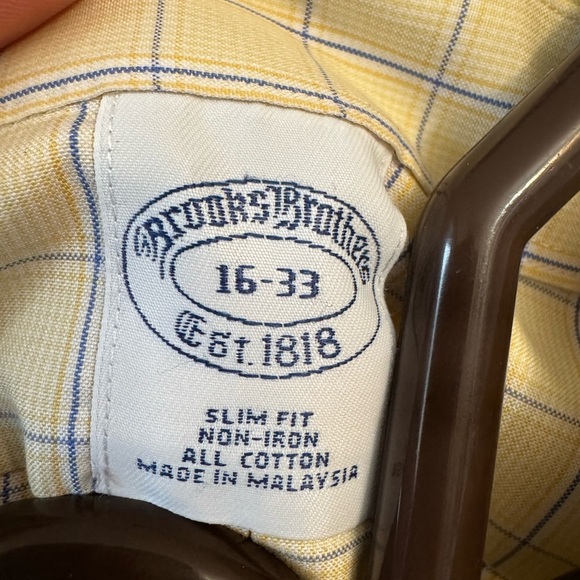 Brooks Brothers
16-33
Est. 1818
SLIM FIT
NON-IRON
ALL COTTON
MADE IN MALAYSIA